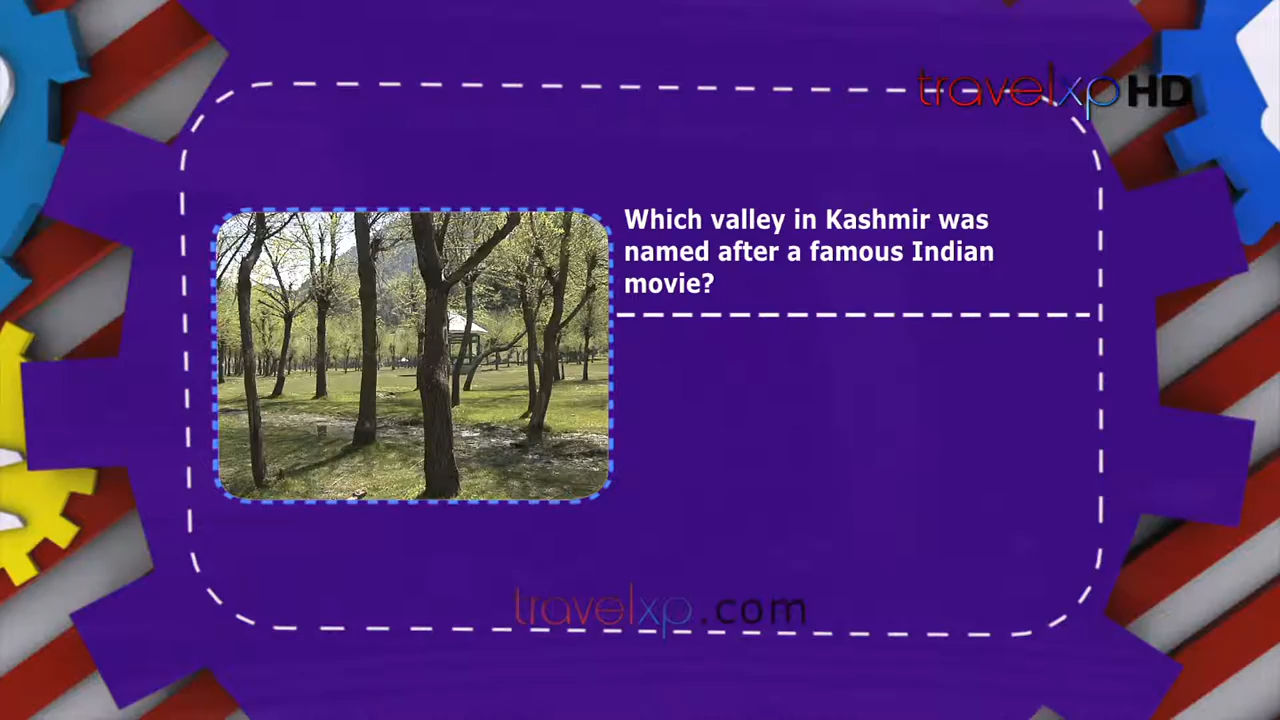 travelxp HD
Which valley in Kashmir was
named after a famous Indian
movie?
travelxp.com